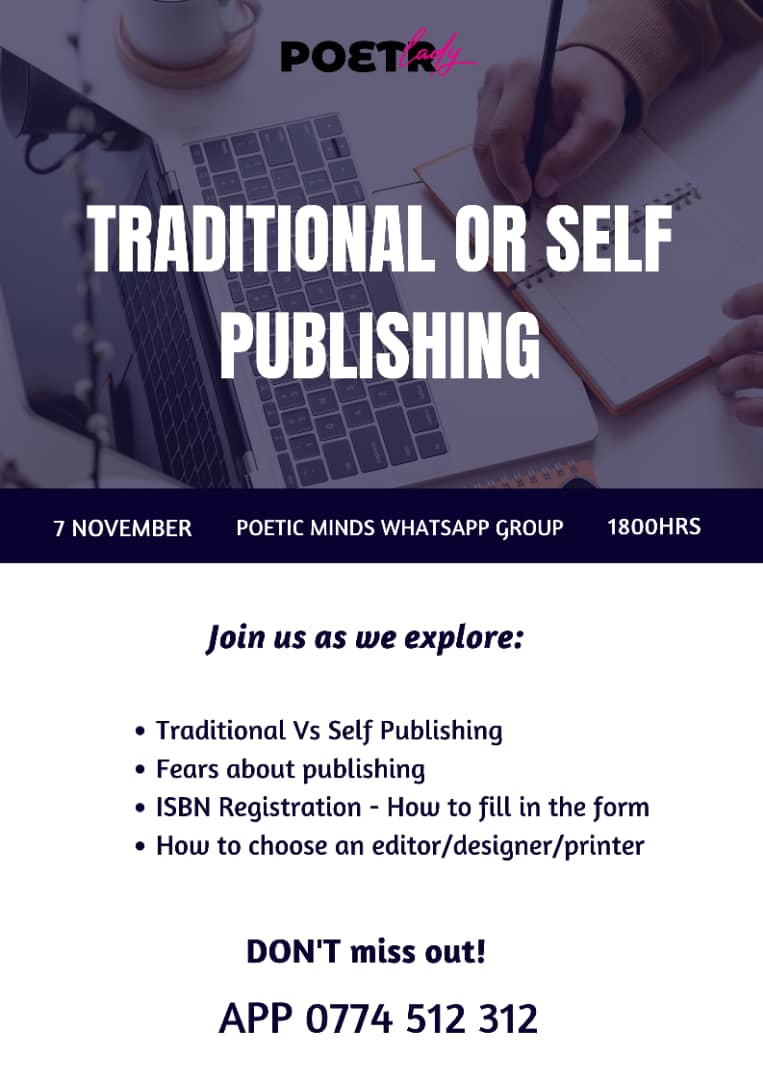 POETR lady
TRADITIONAL OR SELF
PUBLISHING
7 NOVEMBER POETIC MINDS WHATSAPP GROUP 1800HRS
Join us as we explore:
• Traditional Vs Self Publishing
• Fears about publishing
• ISBN Registration - How to fill in the form
• How to choose an editor/designer/printer
DON'T miss out!
APP 0774 512 312